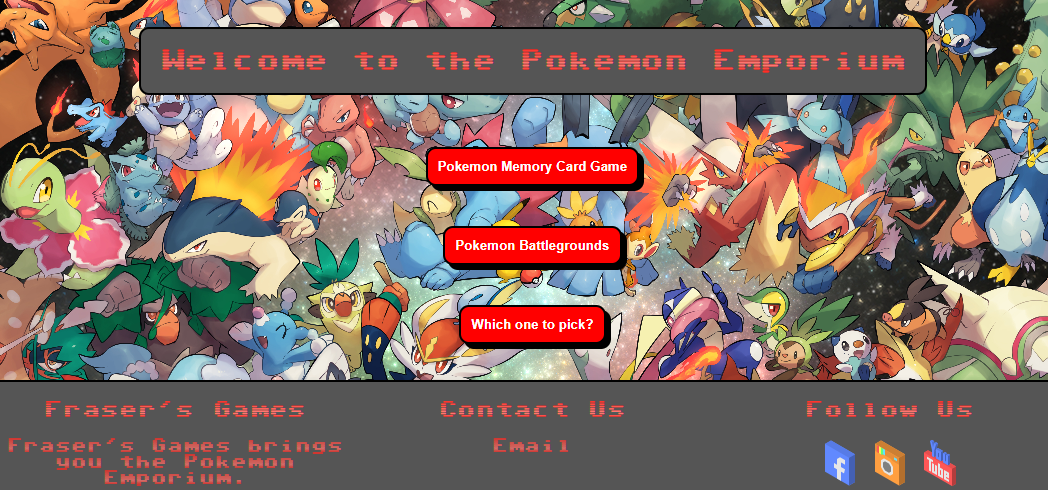 Welcome to the Pokemon Emporium
Pokemon Memory Card Game
Pokemon Battlegrounds
Which one to pick?
Fraser's Games
Contact Us
Follow Us
Fraser's Games brings
you the Pokemon
Emporium.
Email
f
You
Tube